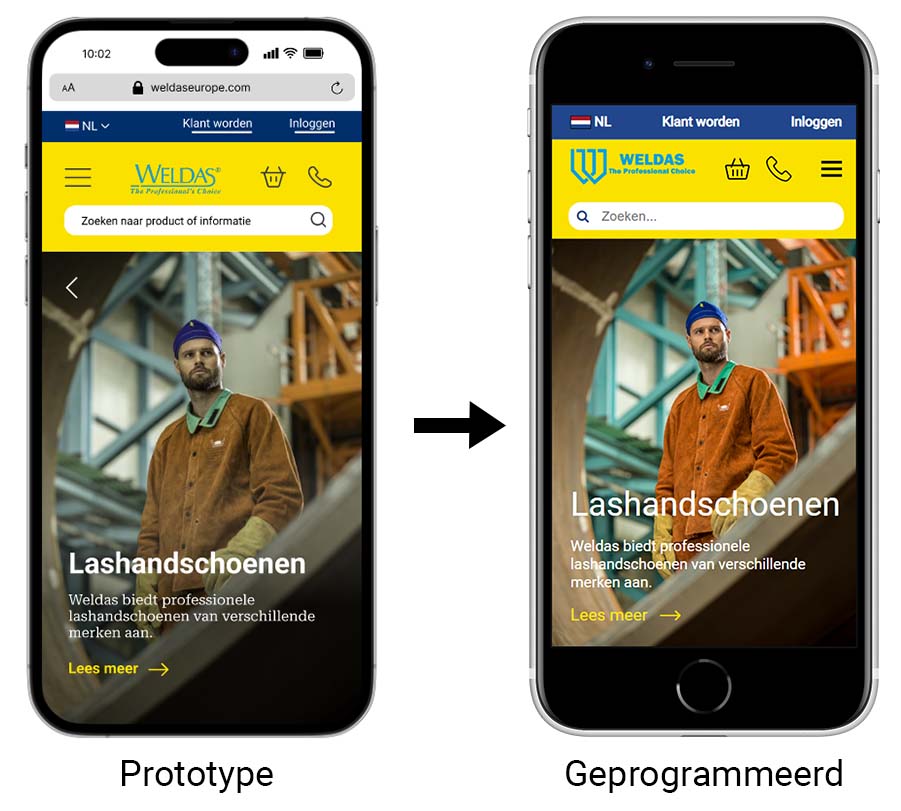 10:02
AA
weldaseurope.com
NL
Klant worden
Inloggen
WELDAS®
The Professional's Choice
Zoeken naar product of informatie
Lashandschoenen
Weldas biedt professionele
lashandschoenen van verschillende
merken aan.
Lees meer
Prototype
NL
Klant worden
Inloggen
WELDAS
The Professional Choice
Zoeken...
Lashandschoenen
Weldas biedt professionele
lashandschoenen van verschillende
merken aan.
Lees meer
Geprogrammeerd